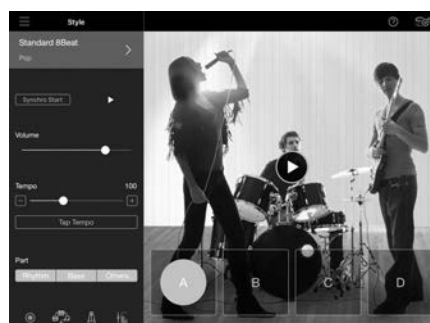 Style
Standard 8Beat
Pop
Synchro Start
Volume
Tempo 100
Tap Tempo
Part
Rhythm Bass Others
A B C D